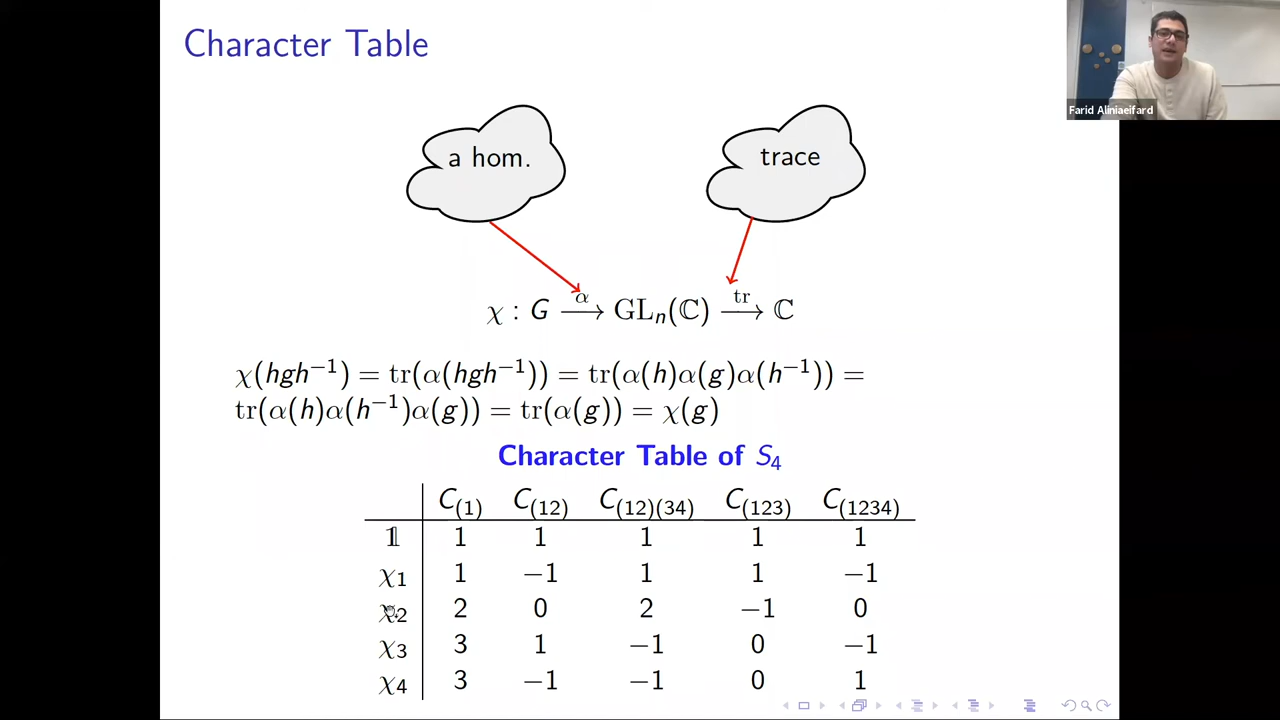 Character Table
Farid Aliniaeifard
a hom.
trace
χ : G —α→ GLₙ(ℂ) —tr→ ℂ
χ(hgh⁻¹) = tr(α(hgh⁻¹)) = tr(α(h)α(g)α(h⁻¹)) =
tr(α(h)α(h⁻¹)α(g)) = tr(α(g)) = χ(g)
Character Table of S₄
C₍₁₎ C₍₁₂₎ C₍₁₂₎₍₃₄₎ C₍₁₂₃₎ C₍₁₂₃₄₎
𝟙 1 1 1 1 1
χ₁ 1 −1 1 1 −1
χ₂ 2 0 2 −1 0
χ₃ 3 1 −1 0 −1
χ₄ 3 −1 −1 0 1